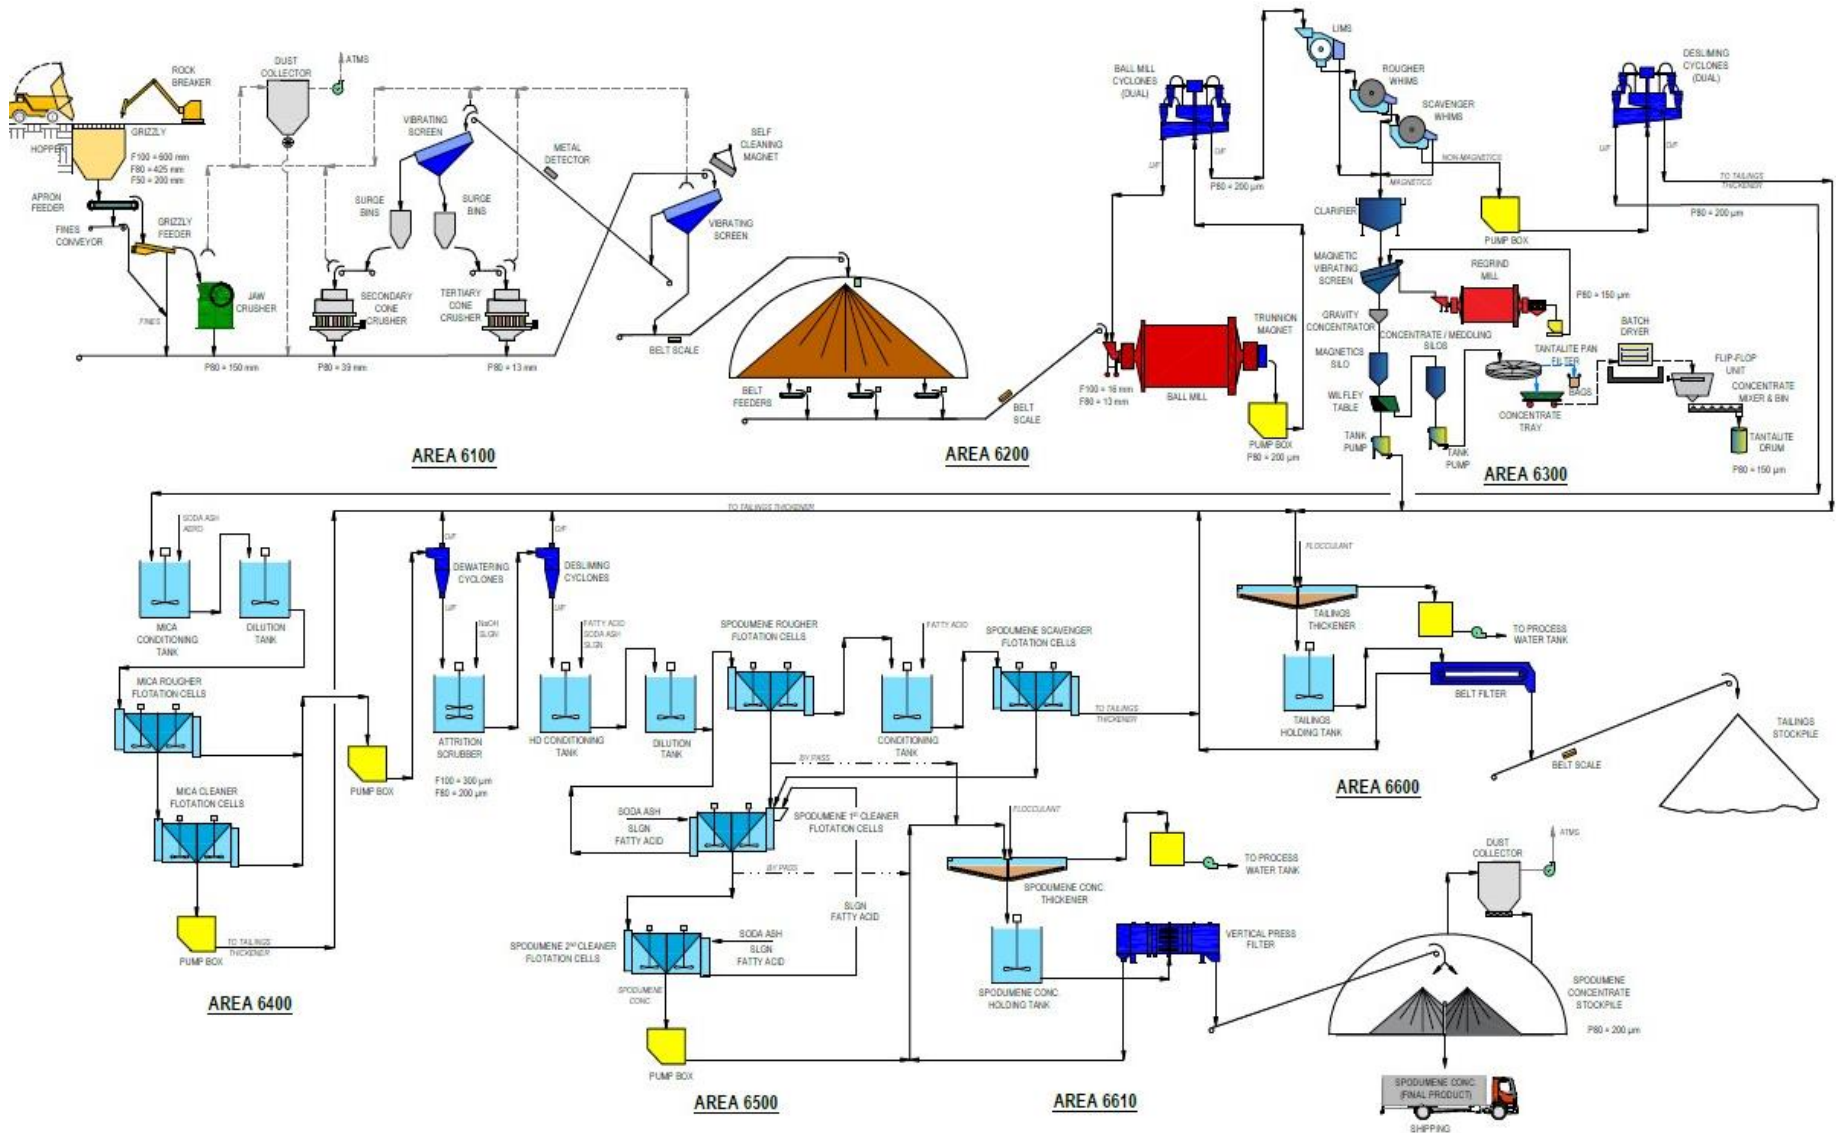 ROCK
BREAKER
DUST
COLLECTOR
ATMS
HOPPER
GRIZZLY
F100 = 600 mm
F80 = 425 mm
F50 = 200 mm
APRON
FEEDER
FINES
CONVEYOR
GRIZZLY
FEEDER
FINES
JAW
CRUSHER
P80 = 150 mm
VIBRATING
SCREEN
SURGE
BINS
SURGE
BINS
SECONDARY
CONE
CRUSHER
P80 = 39 mm
TERTIARY
CONE
CRUSHER
P80 = 13 mm
METAL
DETECTOR
SELF
CLEANING
MAGNET
VIBRATING
SCREEN
BELT SCALE
AREA 6100
BELT
FEEDERS
BELT
SCALE
AREA 6200
BALL MILL
CYCLONES
(DUAL)
U/F
O/F
P80 = 200 µm
F100 = 16 mm
F80 = 13 mm
BALL MILL
TRUNNION
MAGNET
PUMP BOX
P80 = 200 µm
LIMS
ROUGHER
WHIMS
SCAVENGER
WHIMS
NON-MAGNETICS
MAGNETICS
DESLIMING
CYCLONES
(DUAL)
U/F
O/F
TO TAILINGS
THICKENER
P80 = 200 µm
PUMP BOX
CLARIFIER
MAGNETIC
VIBRATING
SCREEN
REGRIND
MILL
P80 = 150 µm
GRAVITY
CONCENTRATOR
CONCENTRATE / MIDDLING
SILOS
MAGNETICS
SILO
WILFLEY
TABLE
TANK
PUMP
TANK
PUMP
TANTALITE PAN
FILTER
BAGS
CONCENTRATE
TRAY
BATCH
DRYER
FLIP-FLOP
UNIT
CONCENTRATE
MIXER & BIN
TANTALITE
DRUM
P80 = 150 µm
AREA 6300
TO TAILINGS THICKENER
SODA ASH
AERO
MICA
CONDITIONING
TANK
DILUTION
TANK
MICA ROUGHER
FLOTATION CELLS
MICA CLEANER
FLOTATION CELLS
PUMP BOX
TO TAILINGS
THICKENER
PUMP BOX
AREA 6400
O/F
DEWATERING
CYCLONES
U/F
NaOH
SLGN
ATTRITION
SCRUBBER
F100 = 300 µm
F80 = 200 µm
O/F
DESLIMING
CYCLONES
U/F
FATTY ACID
SODA ASH
SLGN
HD CONDITIONING
TANK
DILUTION
TANK
SPODUMENE ROUGHER
FLOTATION CELLS
FATTY ACID
CONDITIONING
TANK
SPODUMENE SCAVENGER
FLOTATION CELLS
TO TAILINGS
THICKENER
BY PASS
SODA ASH
SLGN
FATTY ACID
SPODUMENE 1ST CLEANER
FLOTATION CELLS
BY PASS
SLGN
FATTY ACID
SPODUMENE 2ND CLEANER
FLOTATION CELLS
SODA ASH
SLGN
FATTY ACID
SPODUMENE
CONC.
PUMP BOX
AREA 6500
FLOCCULANT
TO PROCESS
WATER TANK
SPODUMENE CONC.
THICKENER
SPODUMENE CONC.
HOLDING TANK
VERTICAL PRESS
FILTER
AREA 6610
FLOCCULANT
TAILINGS
THICKENER
TO PROCESS
WATER TANK
TAILINGS
HOLDING TANK
BELT FILTER
BELT SCALE
TAILINGS
STOCKPILE
AREA 6600
DUST
COLLECTOR
ATMS
SPODUMENE
CONCENTRATE
STOCKPILE
P80 = 200 µm
SPODUMENE CONC.
(FINAL PRODUCT)
SHIPPING